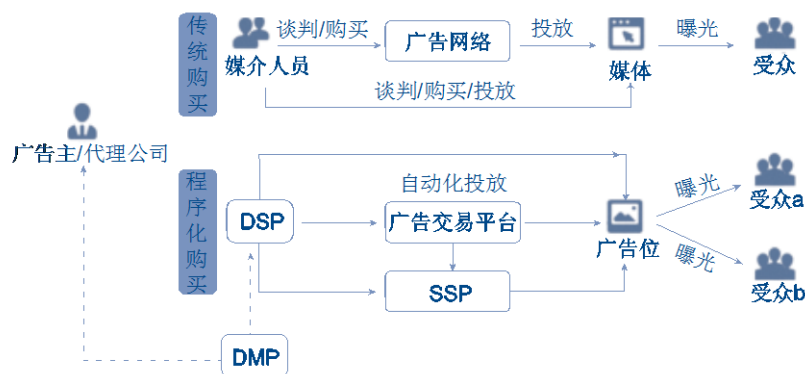 传统购买
谈判/购买
广告网络
投放
曝光
媒介人员
媒体
受众
谈判/购买/投放
广告主/代理公司
程序化购买
自动化投放
曝光
受众a
DSP
广告交易平台
广告位
曝光
SSP
受众b
DMP